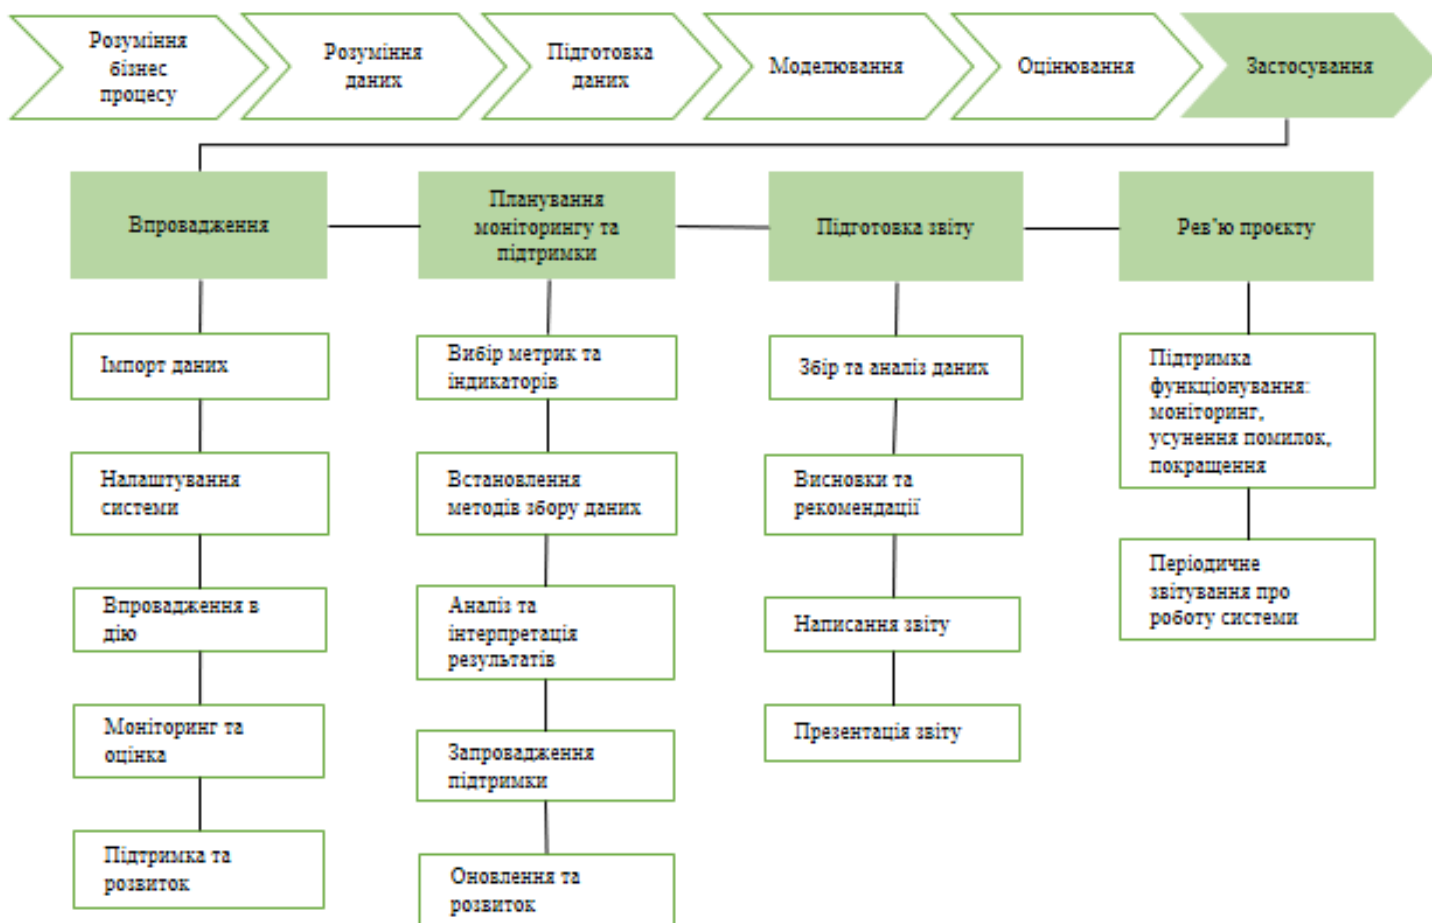 Розуміння
бізнес
процесу
Розуміння
даних
Підготовка
даних
Моделювання
Оцінювання
Застосування
Впровадження
Планування
моніторингу та
підтримки
Підготовка звіту
Рев’ю проєкту
Імпорт даних
Налаштування
системи
Впровадження в
дію
Моніторинг та
оцінка
Підтримка та
розвиток
Вибір метрик та
індикаторів
Встановлення
методів збору даних
Аналіз та
інтерпретація
результатів
Запровадження
підтримки
Оновлення та
розвиток
Збір та аналіз даних
Висновки та
рекомендації
Написання звіту
Презентація звіту
Підтримка
функціонування:
моніторинг,
усунення помилок,
покращення
Періодичне
звітування про
роботу системи